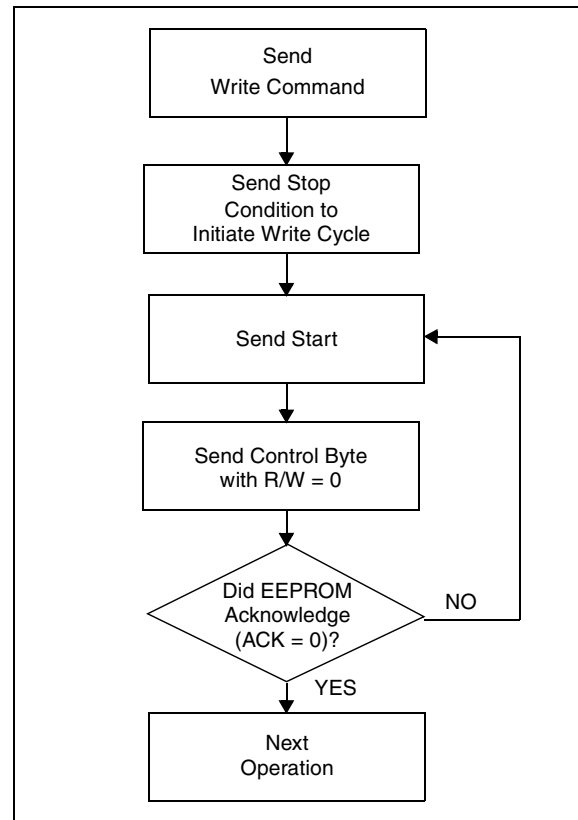 Send
Write Command
Send Stop
Condition to
Initiate Write Cycle
Send Start
Send Control Byte
with R/W = 0
Did EEPROM
Acknowledge
(ACK = 0)?
NO
YES
Next
Operation